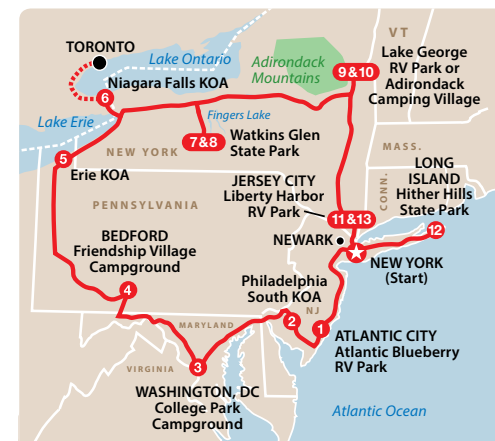 VT
TORONTO
Lake Ontario
Adirondack
Mountains
9 & 10
Lake George
RV Park or
Adirondack
Camping Village
Niagara Falls KOA
6
Lake Erie
Fingers Lake
7 & 8
Watkins Glen
State Park
NEW YORK
MASS.
5
Erie KOA
CONN.
LONG
ISLAND
Hither Hills
State Park
JERSEY CITY
Liberty Harbor
RV Park
11 & 13
12
PENNSYLVANIA
NEWARK
BEDFORD
Friendship Village
Campground
NEW YORK
(Start)
4
Philadelphia
South KOA
NJ
2
1
MARYLAND
ATLANTIC CITY
Atlantic Blueberry
RV Park
VIRGINIA
3
WASHINGTON, DC
College Park
Campground
Atlantic Ocean